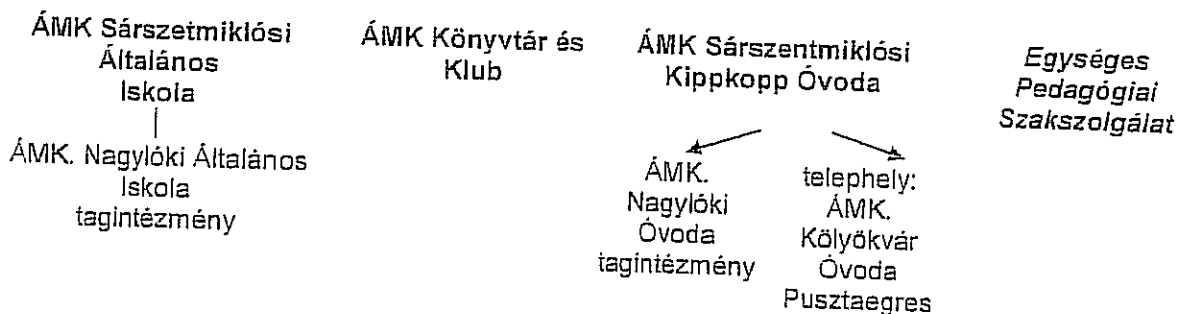 ÁMK Sárszetmiklósi
Általános
Iskola
ÁMK. Nagylóki Általános
Iskola
tagintézmény
ÁMK Könyvtár és
Klub
ÁMK Sárszentmiklósi
Kippkopp Óvoda
ÁMK.
Nagylóki
Óvoda
tagintézmény
telephely:
ÁMK.
Kölyökvár
Óvoda
Pusztaegres
Egységes
Pedagógiai
Szakszolgálat